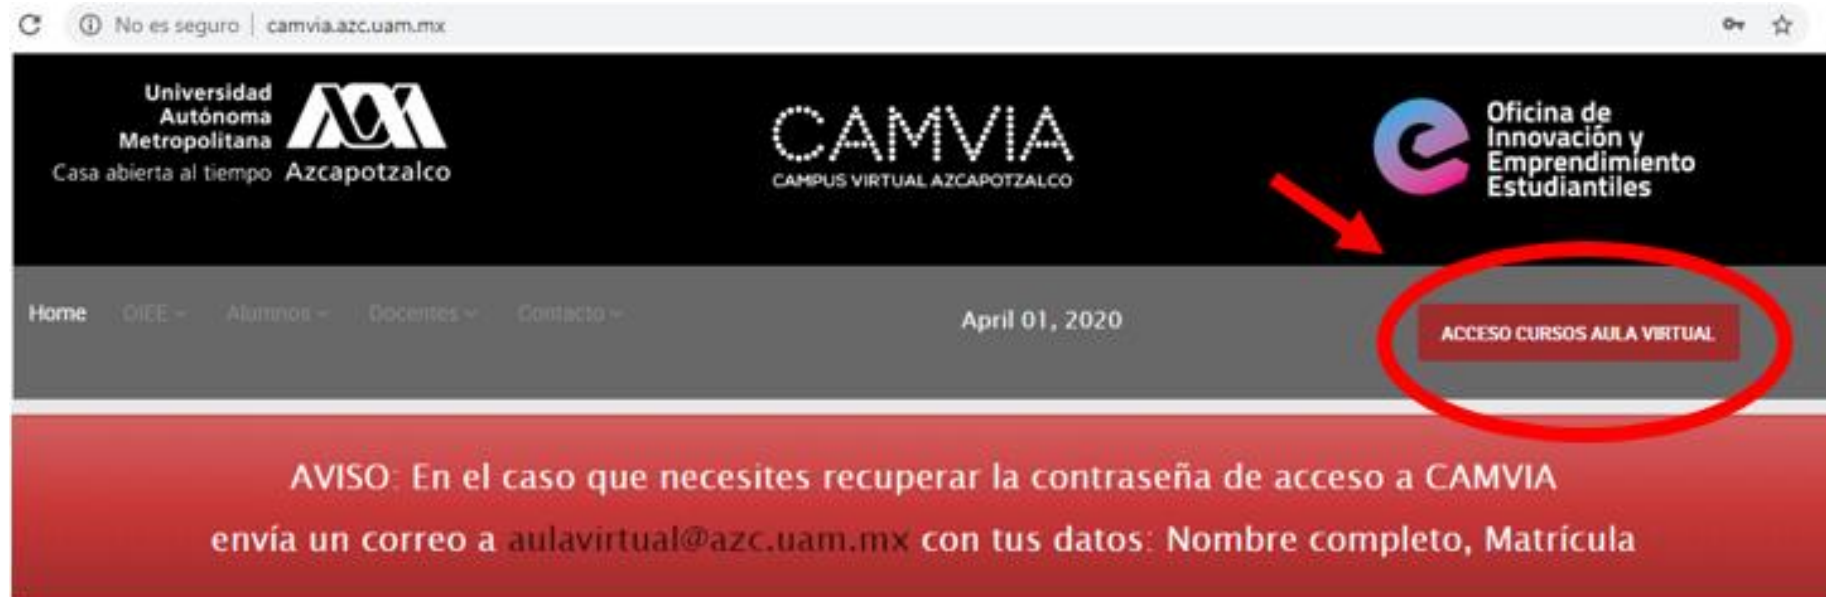 No es seguro | camvia.azc.uam.mx
Universidad
Autónoma
Metropolitana
Casa abierta al tiempo Azcapotzalco
CAMVIA
CAMPUS VIRTUAL AZCAPOTZALCO
Oficina de
Innovación y
Emprendimiento
Estudiantiles
Home OIEE Alumnos Docentes Contacto
April 01, 2020
ACCESO CURSOS AULA VIRTUAL
AVISO: En el caso que necesites recuperar la contraseña de acceso a CAMVIA
envía un correo a aulavirtual@azc.uam.mx con tus datos: Nombre completo, Matrícula